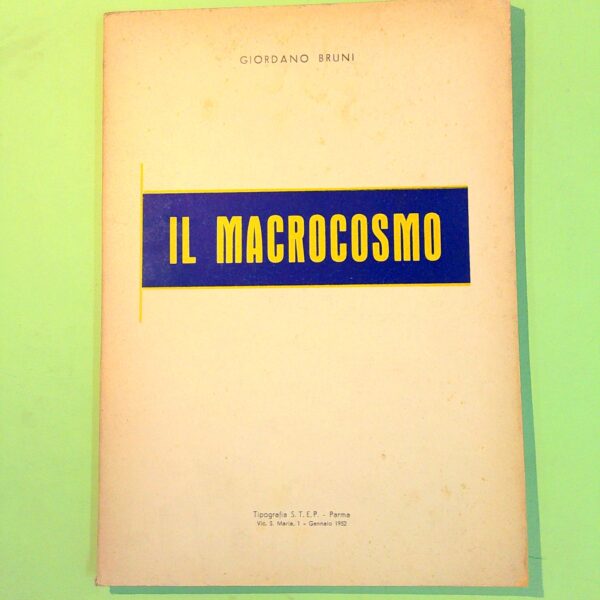 GIORDANO BRUNI
IL MACROCOSMO
Tipografia S. T. E. P. - Parma
Vic. S. Maria, 1 - Gennaio 1952